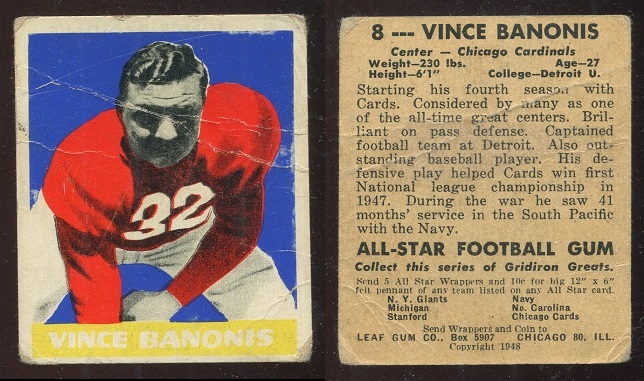 32
VINCE BANONIS
8 --- VINCE BANONIS
Center — Chicago Cardinals
Weight—230 lbs. Age—27
Height—6'1" College—Detroit U.
Starting his fourth season with
Cards. Considered by many as one
of the all-time great centers. Bril-
liant on pass defense. Captained
football team at Detroit. Also out-
standing baseball player. His de-
fensive play helped Cards win first
National league championship in
1947. During the war he saw 41
months' service in the South Pacific
with the Navy.
ALL-STAR FOOTBALL GUM
Collect this series of Gridiron Greats.
Send 5 All Star Wrappers and 10c for big 12" x 6"
felt pennant of any team listed on any All Star card.
N. Y. Giants Navy
Michigan No. Carolina
Stanford Chicago Cards
Send Wrappers and Coin to
LEAF GUM CO., Box 5907 CHICAGO 80, ILL.
Copyright 1948